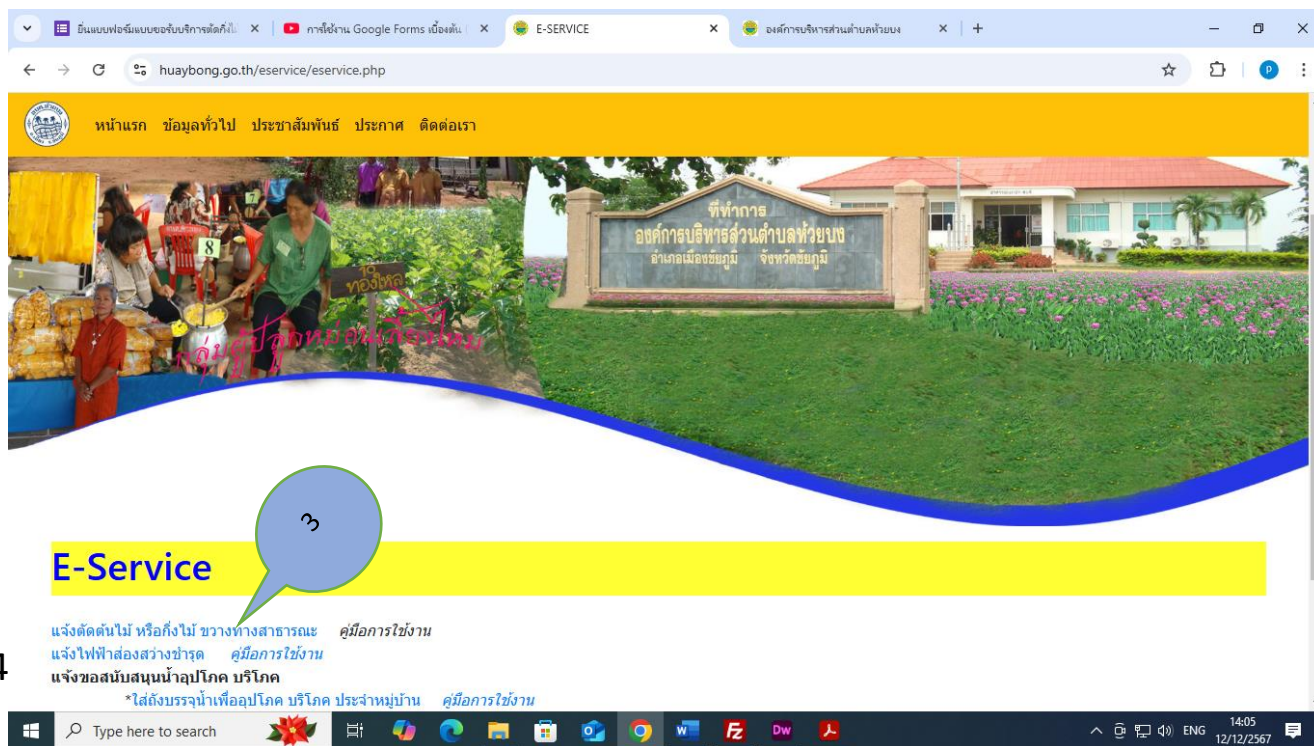 ยื่นแบบฟอร์มแบบขอรับบริการตัดกิ่งไ
การใช้งาน Google Forms เบื้องต้น |
E-SERVICE
องค์การบริหารส่วนตำบลห้วยบง
huaybong.go.th/eservice/eservice.php
P
หน้าแรก ข้อมูลทั่วไป ประชาสัมพันธ์ ประกาศ ติดต่อเรา
7
8
ที่ทำการ
องค์การบริหารส่วนตำบลห้วยบง
อำเภอเมืองชัยภูมิ จังหวัดชัยภูมิ
กลุ่มผู้ปลูกหม่อนเลี้ยงไหม
3
E-Service
แจ้งตัดต้นไม้ หรือกิ่งไม้ ขวางทางสาธารณะ คู่มือการใช้งาน
แจ้งไฟฟ้าส่องสว่างชำรุด คู่มือการใช้งาน
4
แจ้งขอสนับสนุนน้ำอุปโภค บริโภค
*ใส่ถังบรรจุน้ำเพื่ออุปโภค บริโภค ประจำหมู่บ้าน คู่มือการใช้งาน
Type here to search
Dw
ENG
14:05
12/12/2567